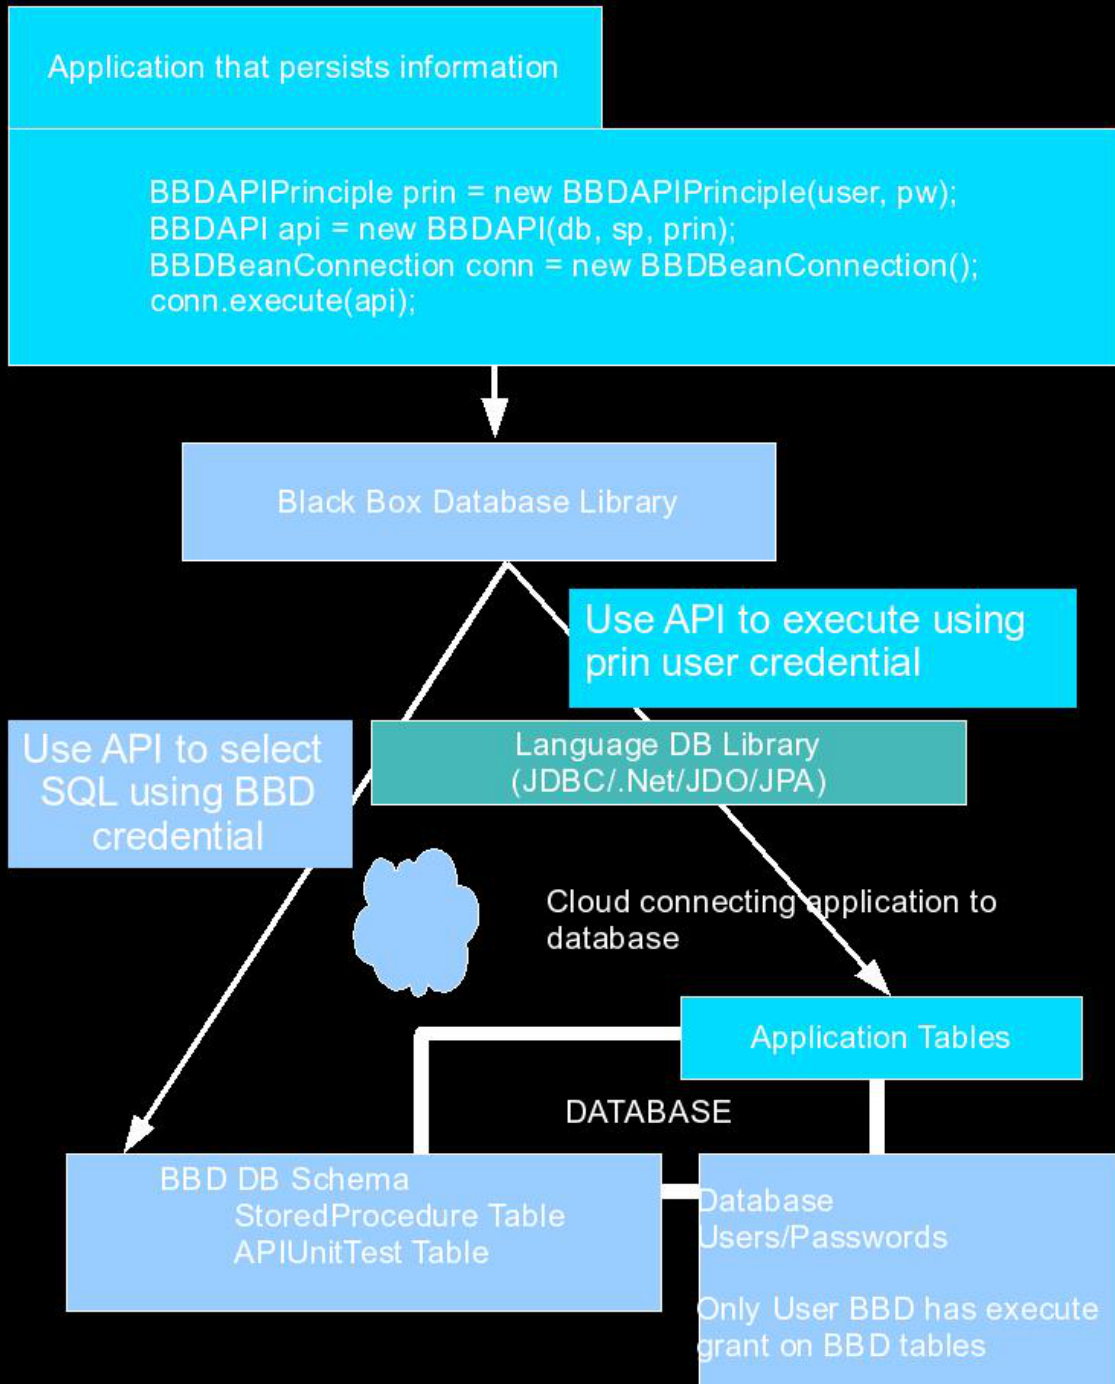 Application that persists information
BBDAPIPrinciple prin = new BBDAPIPrinciple(user, pw);
BBDAPI api = new BBDAPI(db, sp, prin);
BBDBeanConnection conn = new BBDBeanConnection();
conn.execute(api);
Black Box Database Library
Use API to execute using
prin user credential
Use API to select
SQL using BBD
credential
Language DB Library
(JDBC/.Net/JDO/JPA)
Cloud connecting application to
database
Application Tables
DATABASE
BBD DB Schema
StoredProcedure Table
APIUnitTest Table
Database
Users/Passwords
Only User BBD has execute
grant on BBD tables